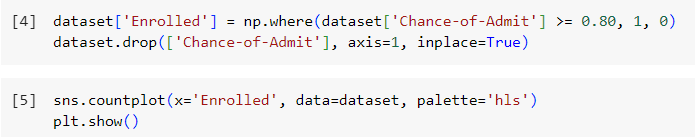 [4] dataset['Enrolled'] = np.where(dataset['Chance-of-Admit'] >= 0.80, 1, 0)
dataset.drop(['Chance-of-Admit'], axis=1, inplace=True)
[5] sns.countplot(x='Enrolled', data=dataset, palette='hls')
plt.show()